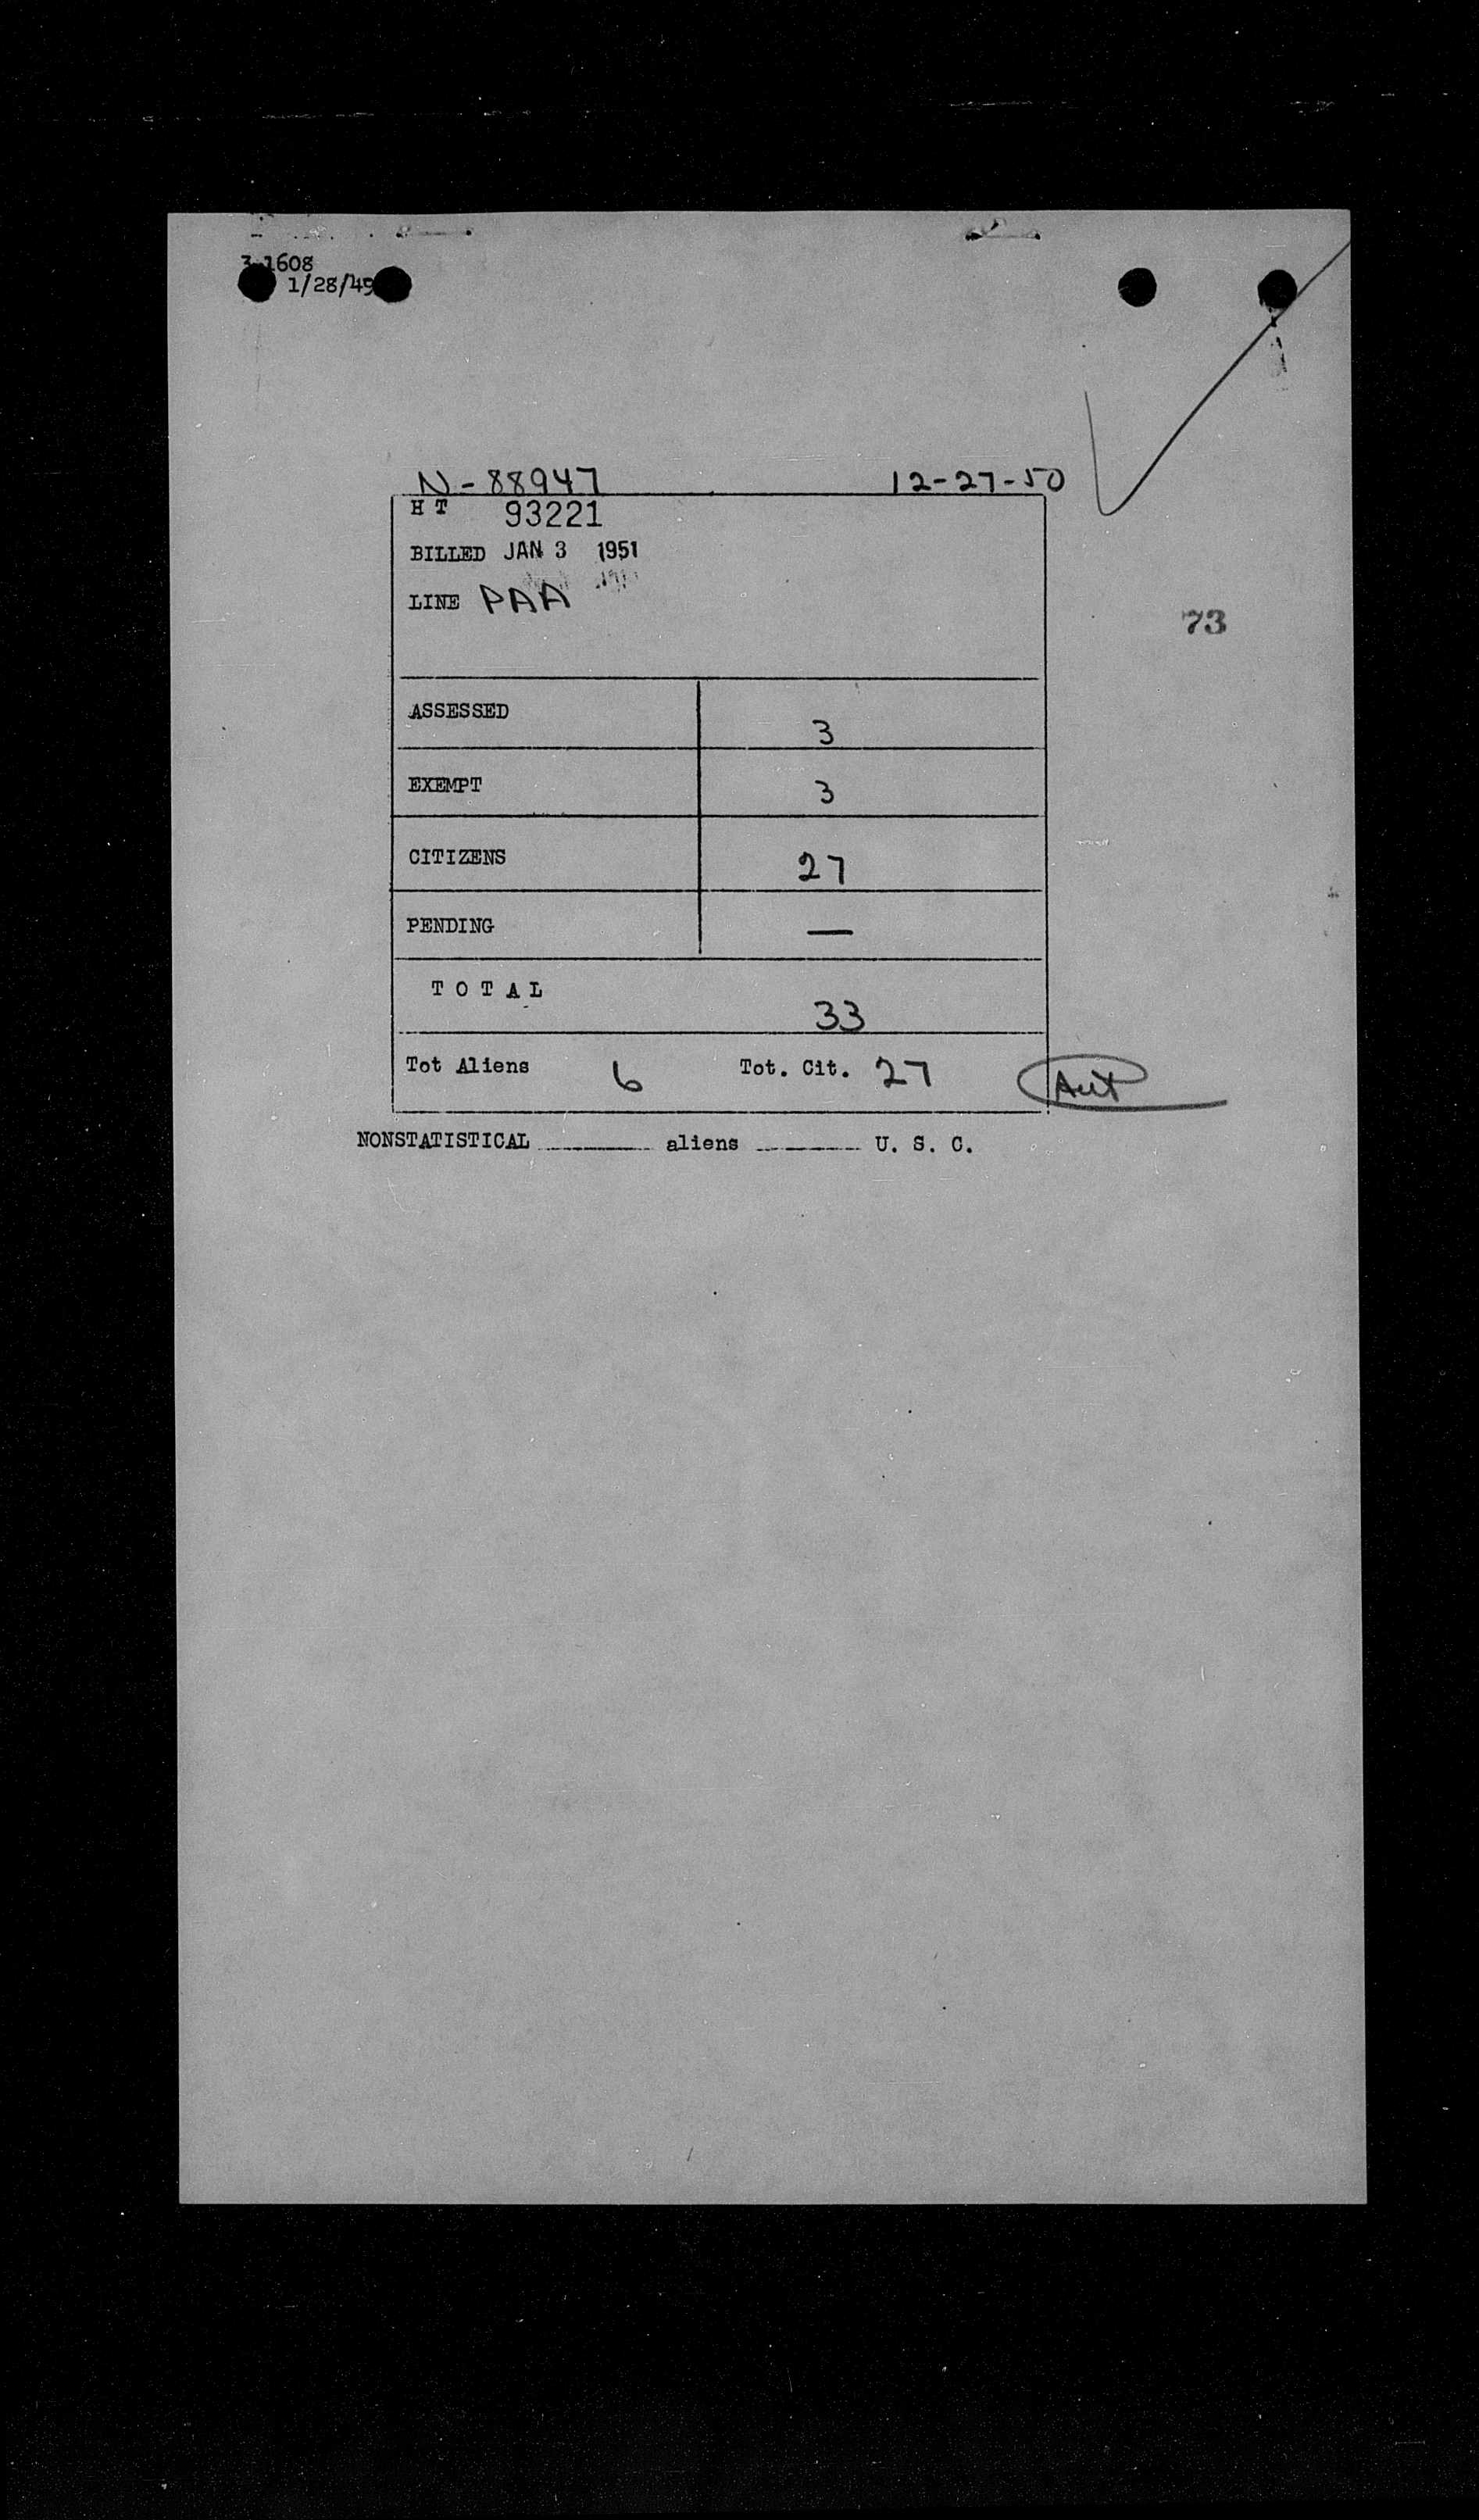 3-1608
1/28/49
N-88947 12-27-50
H T 93221
BILLED JAN 3 1951
LINE PAA
73
ASSESSED 3
EXEMPT 3
CITIZENS 27
PENDING —
T O T A L 33
Tot Aliens 6 Tot. Cit. 27
NONSTATISTICAL aliens U. S. C.